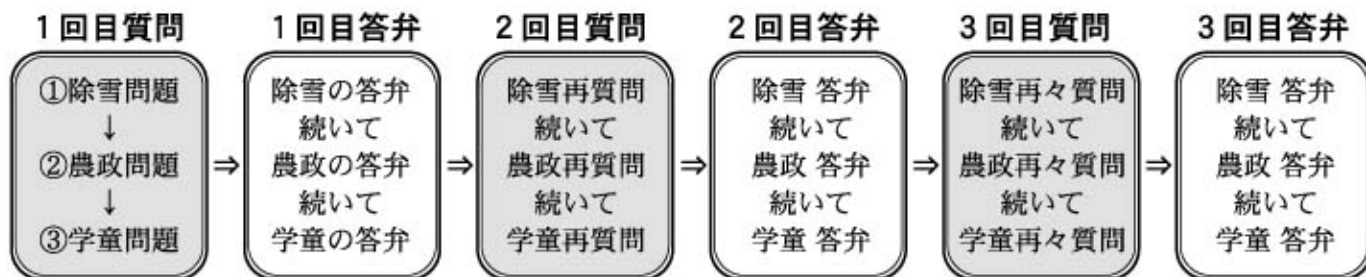 1回目質問
①除雪問題
↓
②農政問題
↓
③学童問題
⇒
1回目答弁
除雪の答弁
続いて
農政の答弁
続いて
学童の答弁
⇒
2回目質問
除雪再質問
続いて
農政再質問
続いて
学童再質問
⇒
2回目答弁
除雪 答弁
続いて
農政 答弁
続いて
学童 答弁
⇒
3回目質問
除雪再々質問
続いて
農政再々質問
続いて
学童再々質問
⇒
3回目答弁
除雪 答弁
続いて
農政 答弁
続いて
学童 答弁